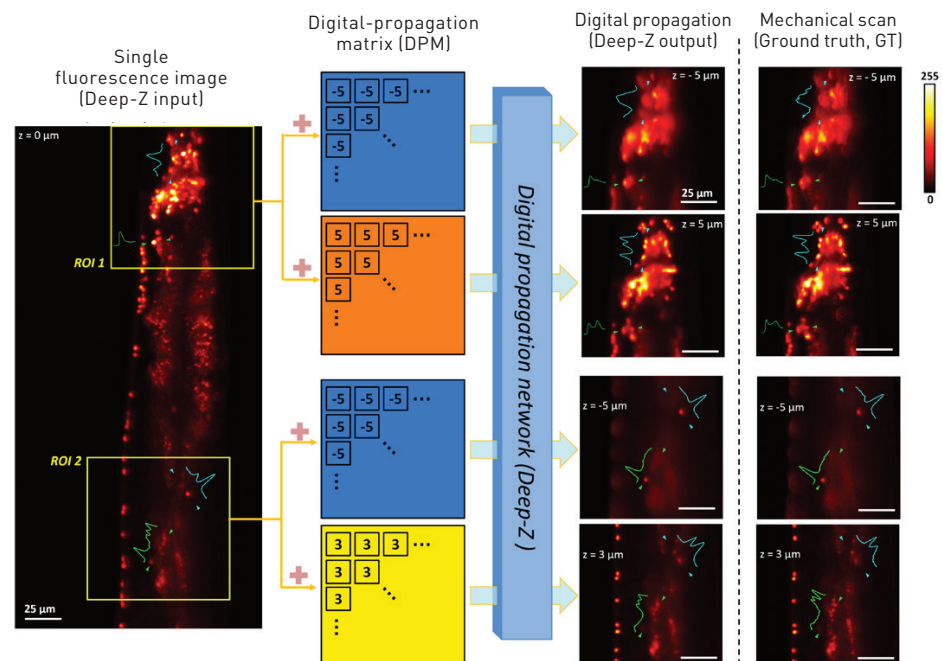 Single
fluorescence image
(Deep-Z input)
z = 0 µm
ROI 1
ROI 2
25 µm
Digital-propagation
matrix (DPM)
-5 -5 -5 ...
-5 -5
-5
5 5 5 ...
5 5
5
-5 -5 -5 ...
-5 -5
-5
3 3 3 ...
3 3
3
Digital propagation network (Deep-Z)
Digital propagation
(Deep-Z output)
z = - 5 µm
25 µm
z = 5 µm
z = -5 µm
z = 3 µm
Mechanical scan
(Ground truth, GT)
z = - 5 µm
z = 5 µm
z = -5 µm
z = 3 µm
255
0